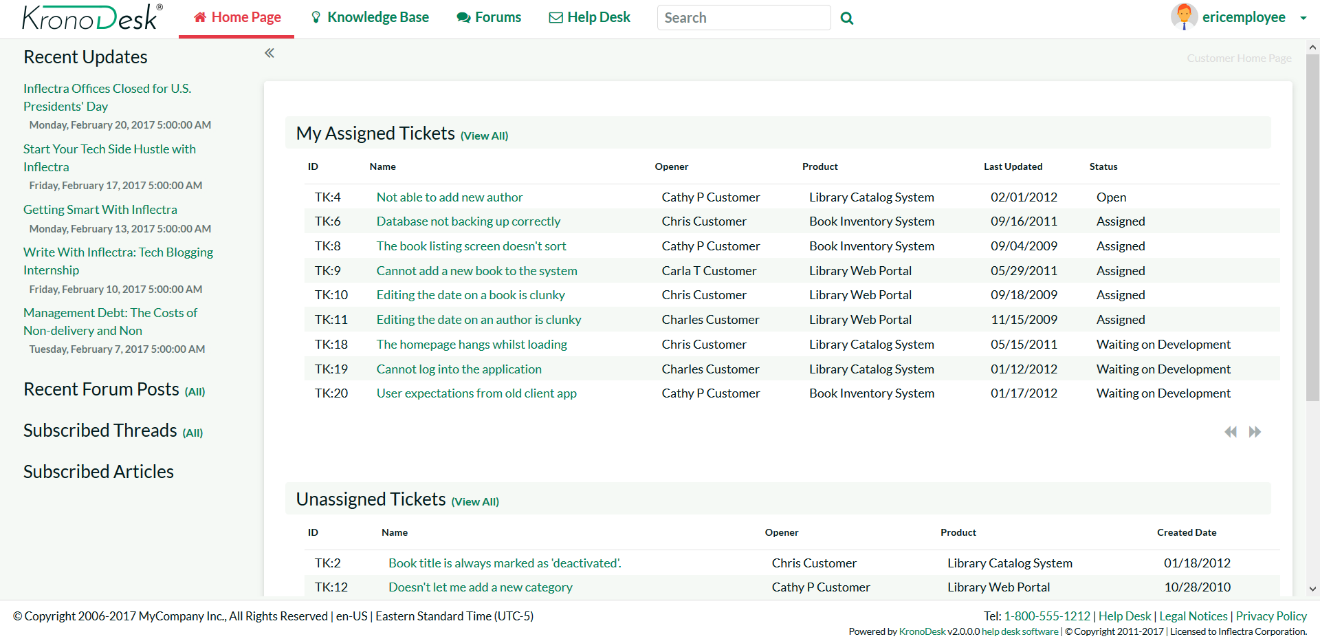 KronoDesk® Home Page Knowledge Base Forums Help Desk Search ericemployee
Customer Home Page
Recent Updates
Inflectra Offices Closed for U.S.
Presidents' Day
Monday, February 20, 2017 5:00:00 AM
Start Your Tech Side Hustle with
Inflectra
Friday, February 17, 2017 5:00:00 AM
Getting Smart With Inflectra
Monday, February 13, 2017 5:00:00 AM
Write With Inflectra: Tech Blogging
Internship
Friday, February 10, 2017 5:00:00 AM
Management Debt: The Costs of
Non-delivery and Non
Tuesday, February 7, 2017 5:00:00 AM
Recent Forum Posts (All)
Subscribed Threads (All)
Subscribed Articles
My Assigned Tickets (View All)
ID Name Opener Product Last Updated Status
TK:4 Not able to add new author Cathy P Customer Library Catalog System 02/01/2012 Open
TK:6 Database not backing up correctly Chris Customer Book Inventory System 09/16/2011 Assigned
TK:8 The book listing screen doesn't sort Cathy P Customer Book Inventory System 09/04/2009 Assigned
TK:9 Cannot add a new book to the system Carla T Customer Library Web Portal 05/29/2011 Assigned
TK:10 Editing the date on a book is clunky Chris Customer Library Web Portal 09/18/2009 Assigned
TK:11 Editing the date on an author is clunky Charles Customer Library Web Portal 11/15/2009 Assigned
TK:18 The homepage hangs whilst loading Chris Customer Library Catalog System 05/15/2011 Waiting on Development
TK:19 Cannot log into the application Charles Customer Library Catalog System 01/12/2012 Waiting on Development
TK:20 User expectations from old client app Cathy P Customer Book Inventory System 01/17/2012 Waiting on Development
Unassigned Tickets (View All)
ID Name Opener Product Created Date
TK:2 Book title is always marked as 'deactivated'. Chris Customer Library Catalog System 01/18/2012
TK:12 Doesn't let me add a new category Cathy P Customer Library Web Portal 10/28/2010
© Copyright 2006-2017 MyCompany Inc., All Rights Reserved | en-US | Eastern Standard Time (UTC-5)
Tel: 1-800-555-1212 | Help Desk | Legal Notices | Privacy Policy
Powered by KronoDesk v2.0.0.0 help desk software | © Copyright 2011-2017 | Licensed to Inflectra Corporation.